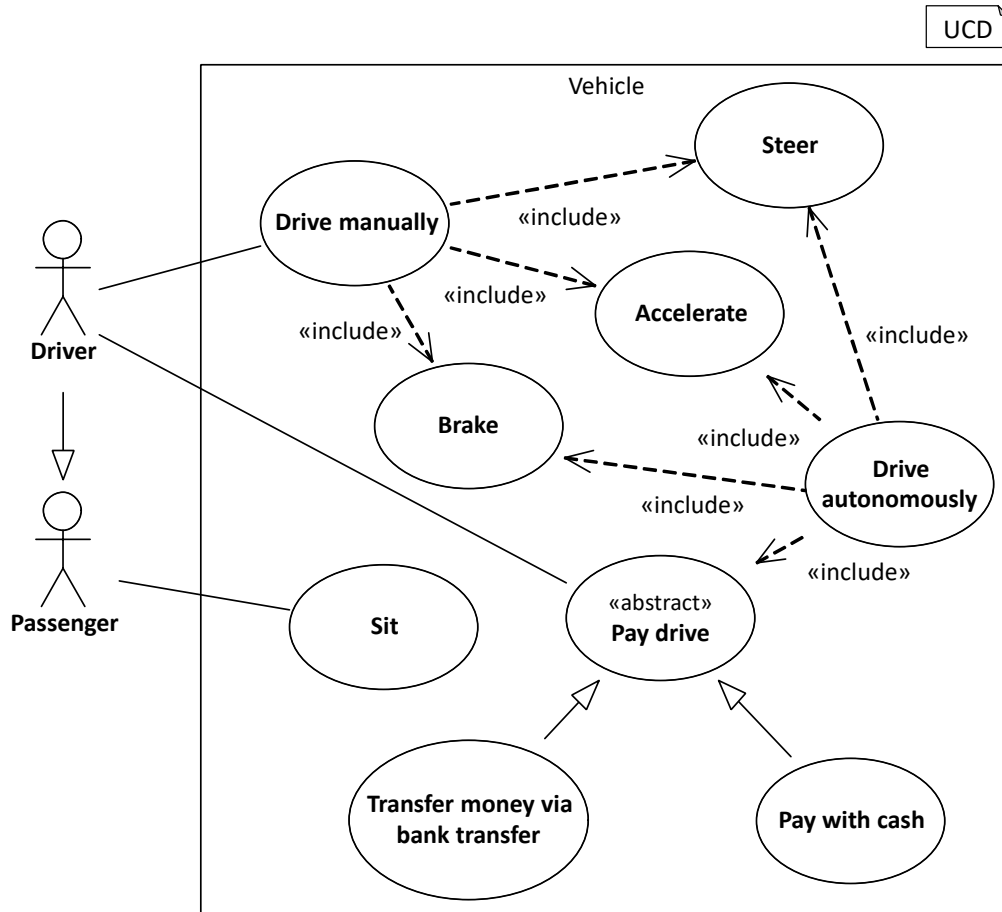 UCD
Vehicle
Steer
Drive manually
«include»
«include»
Accelerate
«include»
«include»
Driver
Brake
«include»
Drive
autonomously
«include»
«include»
«abstract»
Pay drive
Sit
Passenger
Transfer money via
bank transfer
Pay with cash